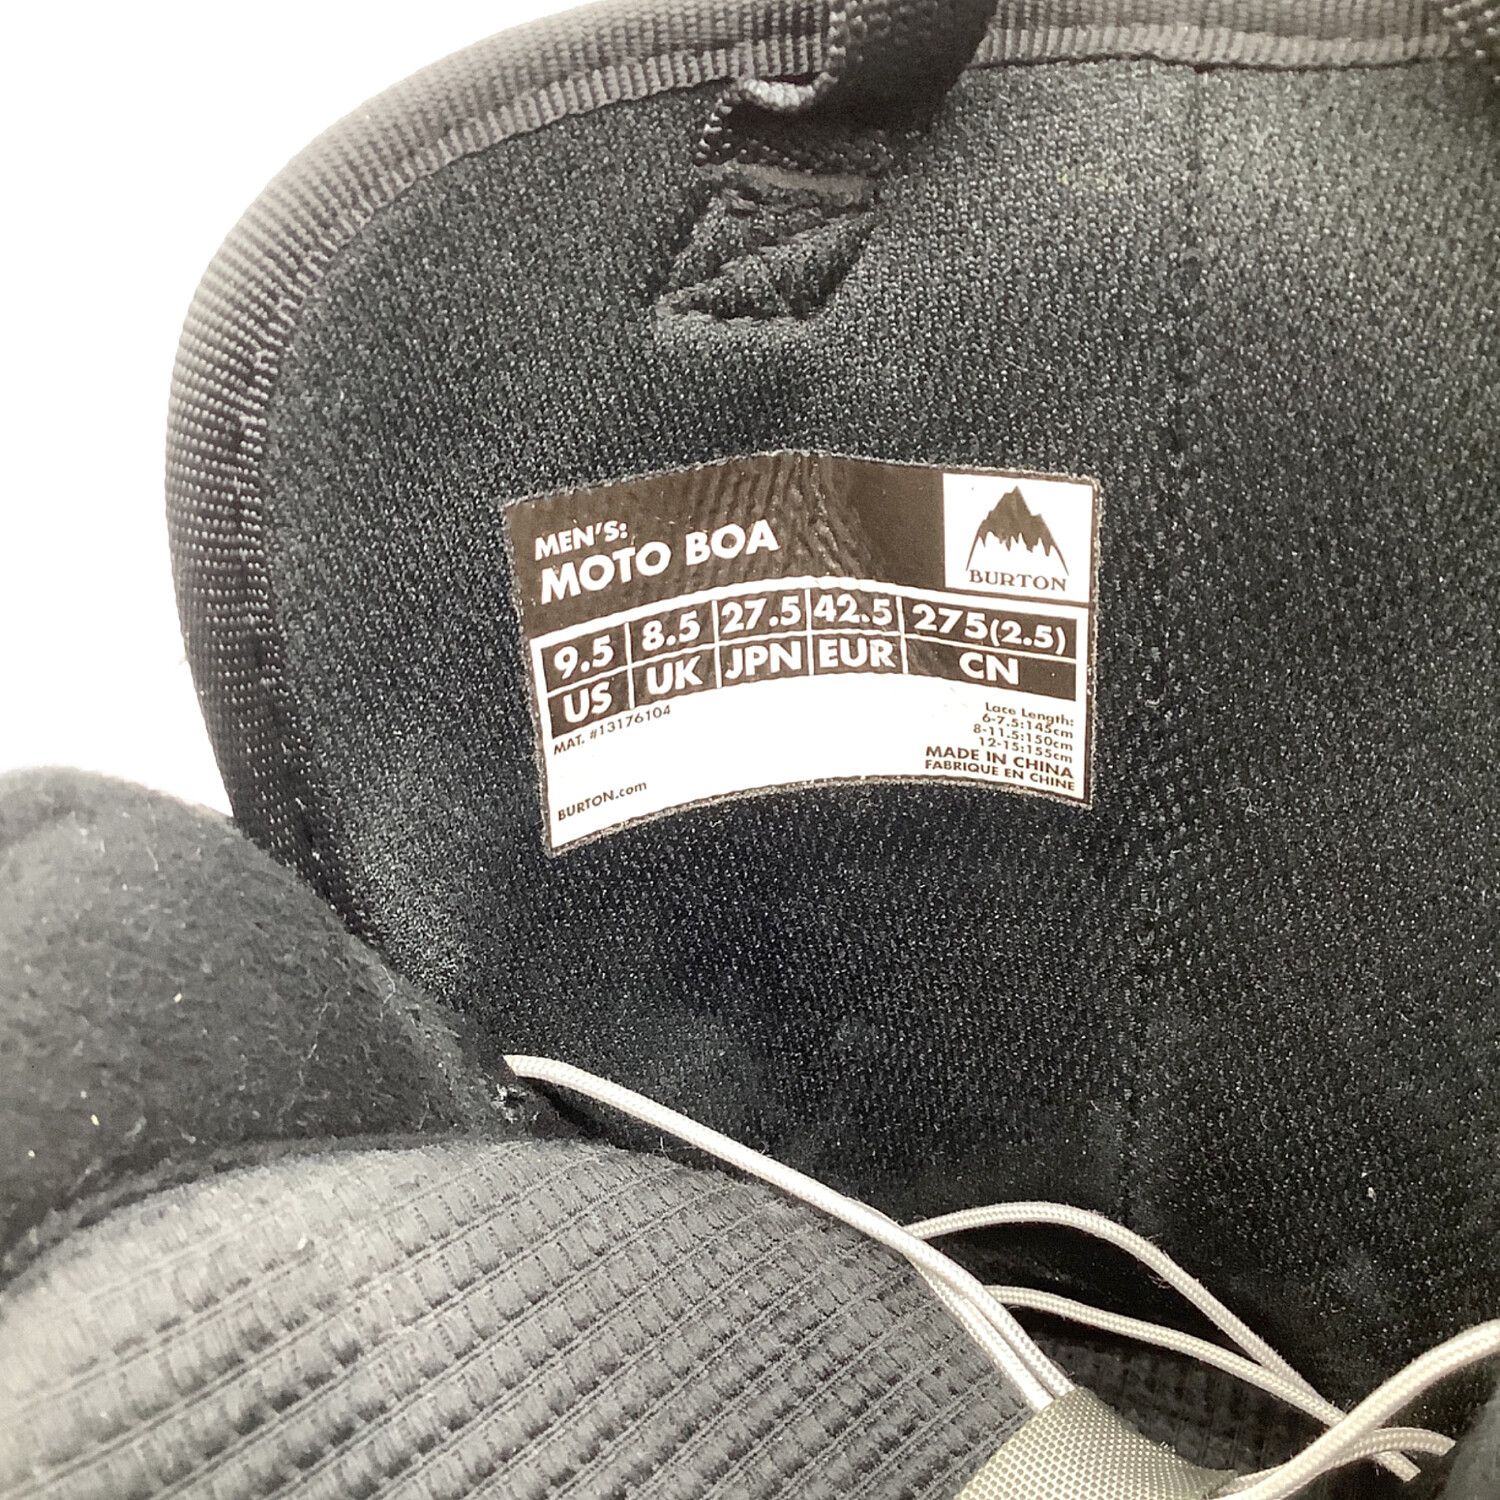 MEN'S:
MOTO BOA
BURTON
9.5 8.5 27.5 42.5 275(2.5)
US UK JPN EUR CN
MAT. #13176104
Lace Length:
6-7.5:145cm
8-11.5:150cm
12-15:155cm
MADE IN CHINA
FABRIQUE EN CHINE
BURTON.com